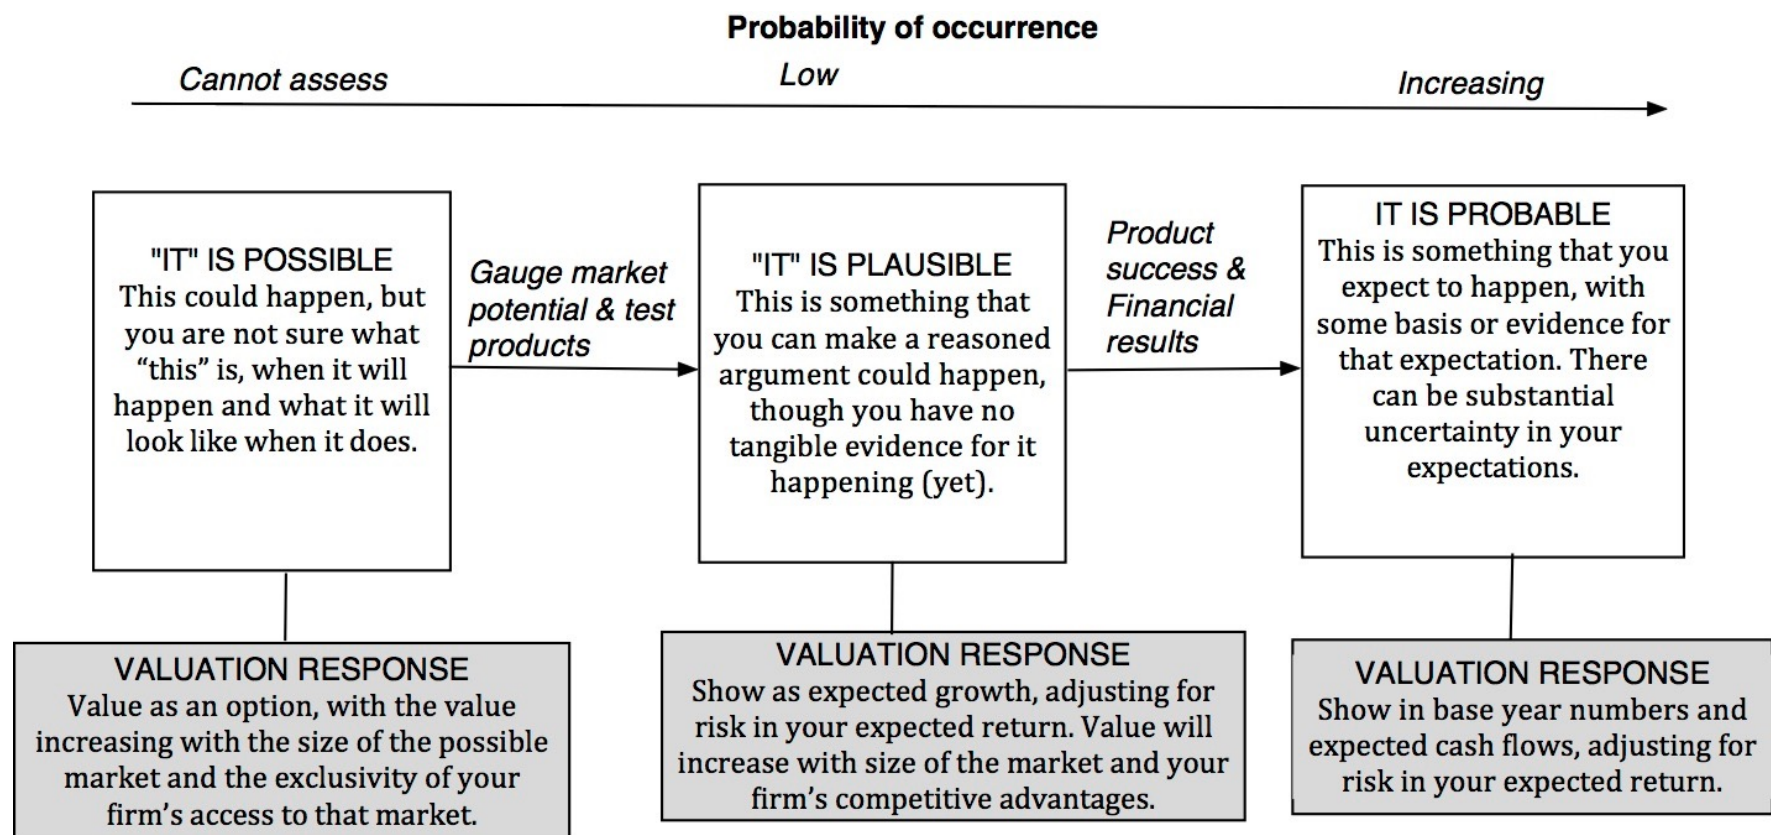 Probability of occurrence
Cannot assess
Low
Increasing
"IT" IS POSSIBLE
This could happen, but
you are not sure what
“this” is, when it will
happen and what it will
look like when it does.
Gauge market
potential & test
products
"IT" IS PLAUSIBLE
This is something that
you can make a reasoned
argument could happen,
though you have no
tangible evidence for it
happening (yet).
Product
success &
Financial
results
IT IS PROBABLE
This is something that you
expect to happen, with
some basis or evidence for
that expectation. There
can be substantial
uncertainty in your
expectations.
VALUATION RESPONSE
Value as an option, with the value
increasing with the size of the possible
market and the exclusivity of your
firm’s access to that market.
VALUATION RESPONSE
Show as expected growth, adjusting for
risk in your expected return. Value will
increase with size of the market and your
firm’s competitive advantages.
VALUATION RESPONSE
Show in base year numbers and
expected cash flows, adjusting for
risk in your expected return.